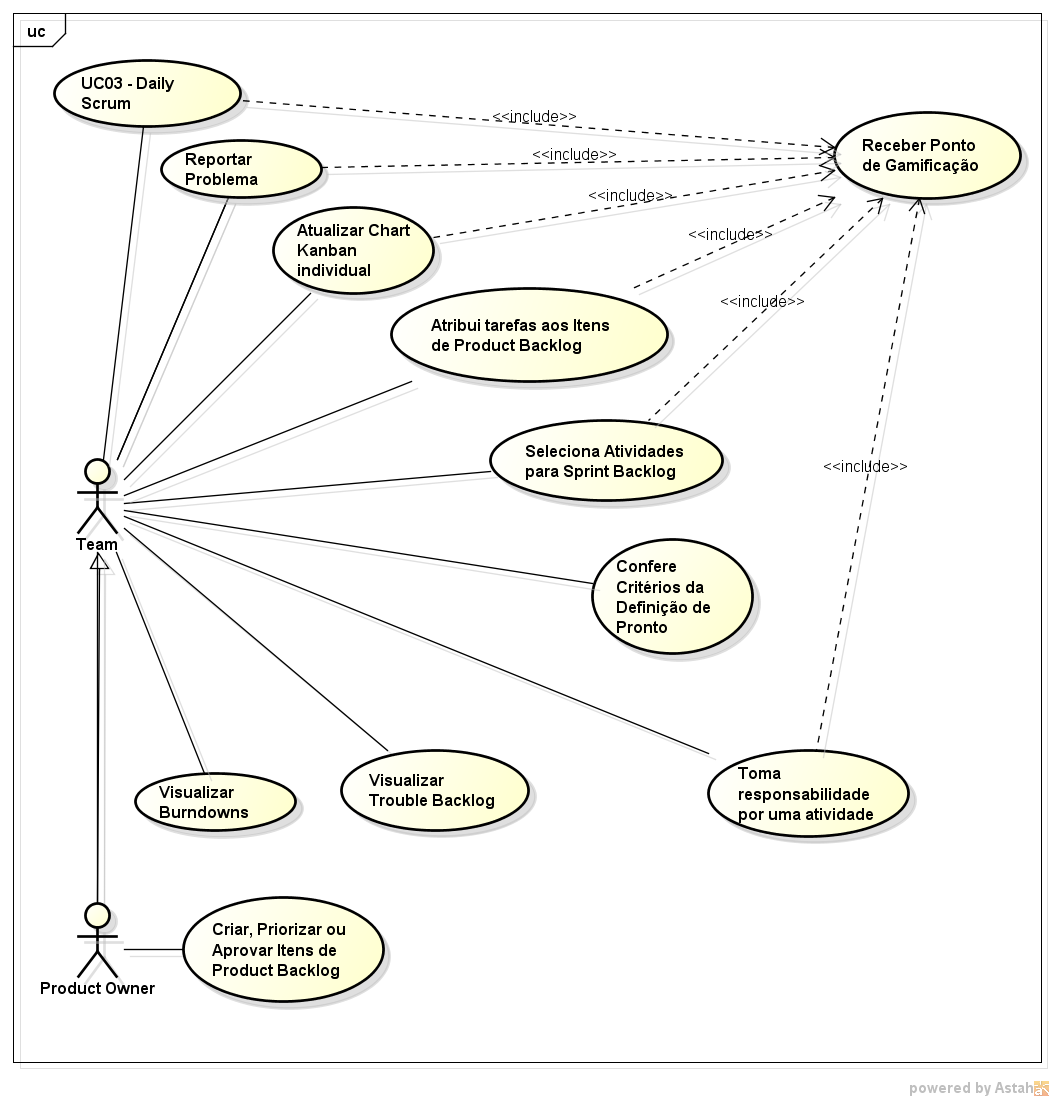 uc
UC03 - Daily
Scrum
<<include>>
Receber Ponto
de Gamificação
Reportar
Problema
<<include>>
<<include>>
Atualizar Chart
Kanban
individual
<<include>>
Atribui tarefas aos Itens
de Product Backlog
<<include>>
Seleciona Atividades
para Sprint Backlog
<<include>>
Team
Confere
Critérios da
Definição de
Pronto
Visualizar
Burndowns
Visualizar
Trouble Backlog
Toma
responsabilidade
por uma atividade
Criar, Priorizar ou
Aprovar Itens de
Product Backlog
Product Owner
powered by Astah